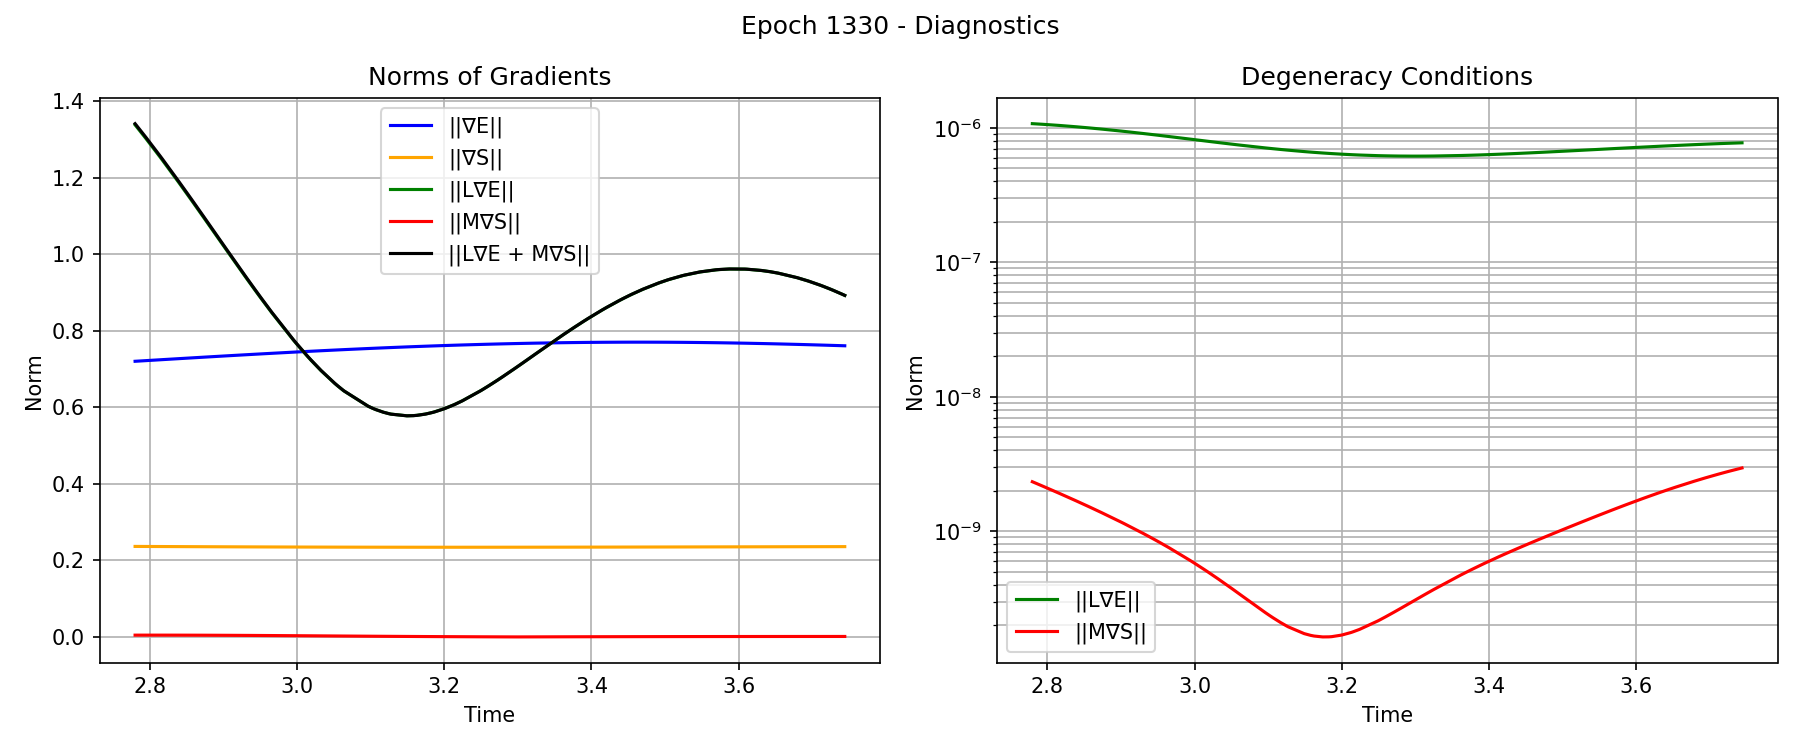 Epoch 1330 - Diagnostics
Norms of Gradients
1.4
1.2
1.0
0.8
0.6
0.4
0.2
0.0
Norm
2.8 3.0 3.2 3.4 3.6
Time
||∇E||
||∇S||
||L∇E||
||M∇S||
||L∇E + M∇S||
Degeneracy Conditions
10⁻⁶
10⁻⁷
10⁻⁸
10⁻⁹
Norm
2.8 3.0 3.2 3.4 3.6
Time
||L∇E||
||M∇S||